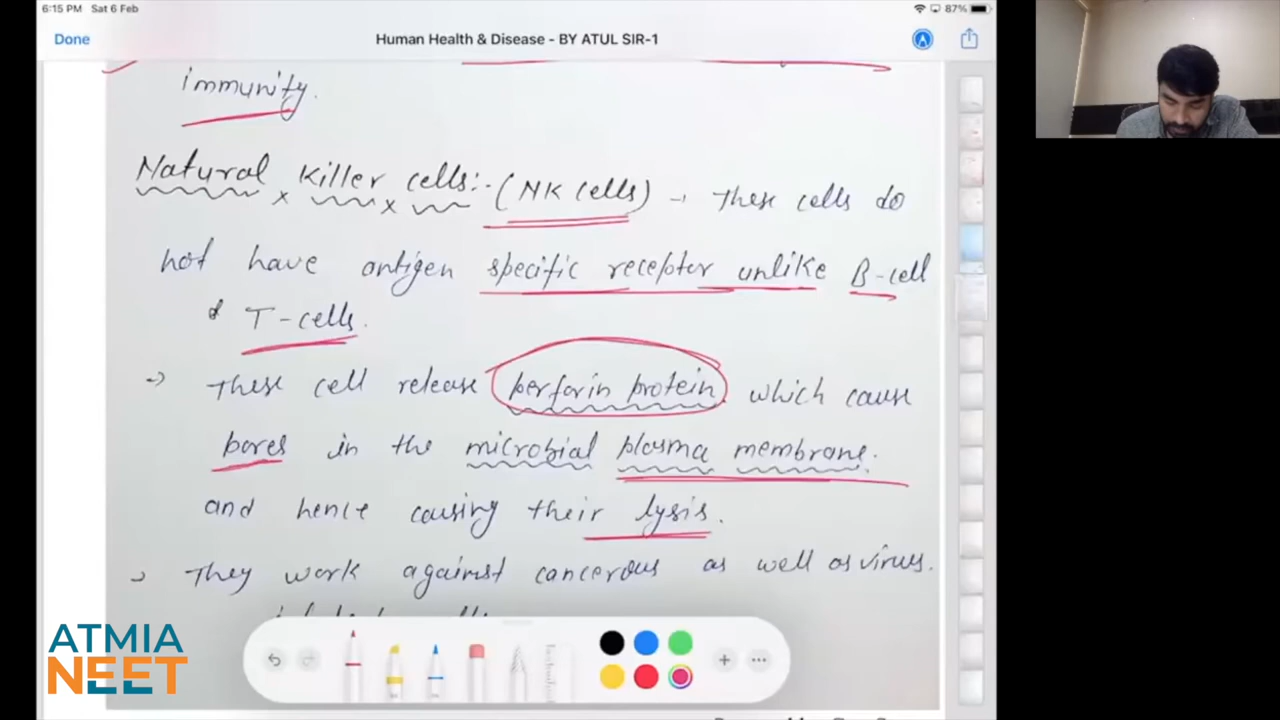 6:15 PM Sat 6 Feb 87%
Done Human Health & Disease - BY ATUL SIR-1
immunity.
Natural Killer cells:- (NK cells) → These cells do
not have antigen specific receptor unlike B-cell
& T-cells.
→ These cell release perforin protein which cause
pores in the microbial plasma membrane.
and hence causing their lysis.
→ They work against cancerous as well as virus.
ATMIA
NEET